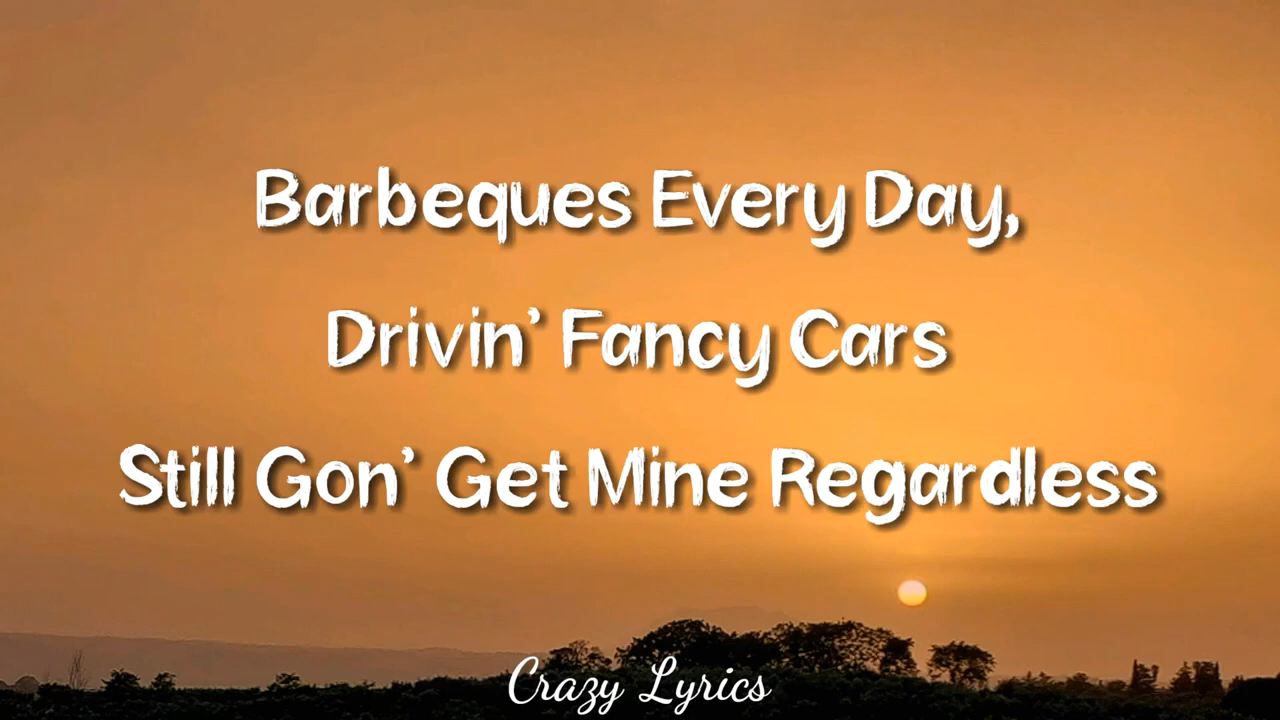 Barbeques Every Day,
Drivin’ Fancy Cars
Still Gon’ Get Mine Regardless
Crazy Lyrics